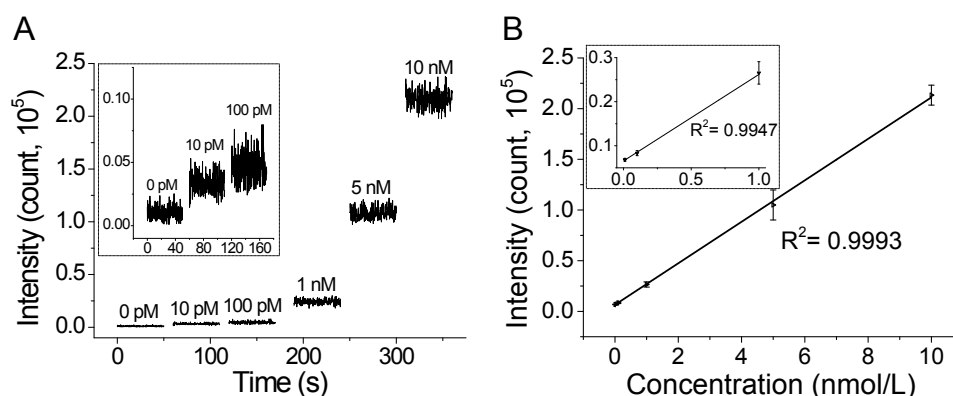 A
Intensity (count, 10⁵)
2.5
2.0
1.5
1.0
0.5
0.0
0.10
0.05
0.00
0 pM
10 pM
100 pM
0 40 80 120 160
0 pM
10 pM
100 pM
1 nM
5 nM
10 nM
0 100 200 300
Time (s)
B
Intensity (count, 10⁵)
2.5
2.0
1.5
1.0
0.5
0.0
0.3
0.2
0.1
R²= 0.9947
0.0 0.5 1.0
R²= 0.9993
0 2 4 6 8 10
Concentration (nmol/L)